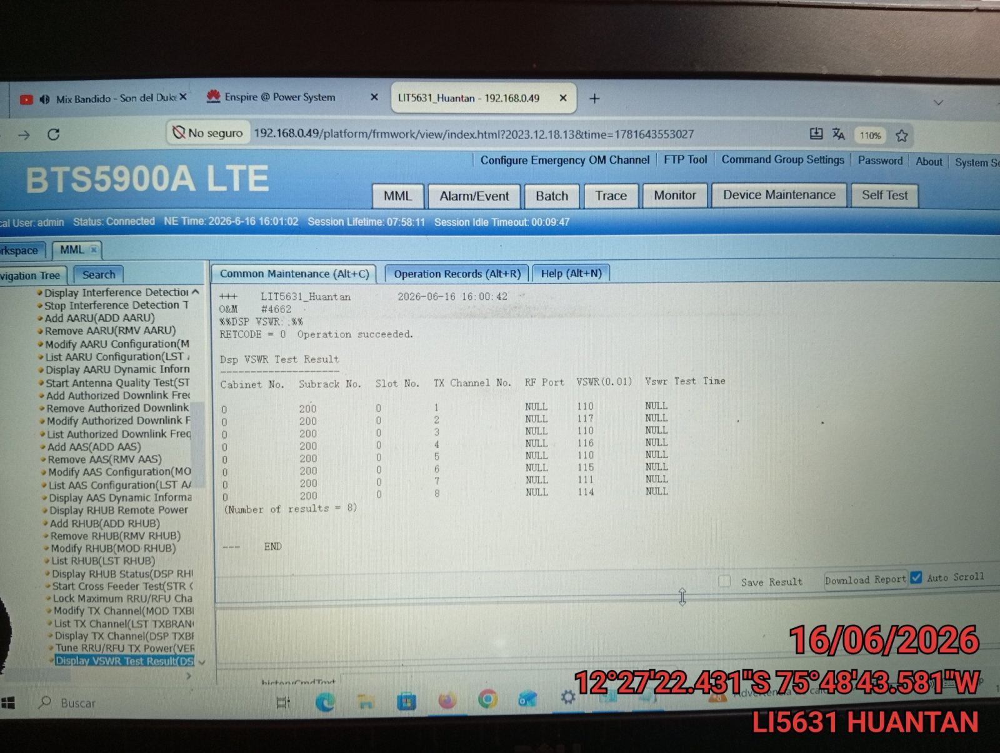 Mix Bandido - Son del Duk
Enspire @ Power System
LIT5631_Huantan - 192.168.0.49
No seguro
192.168.0.49/platform/frmwork/view/index.html?2023.12.18.13&time=1781643553027
110%
Configure Emergency OM Channel
FTP Tool
Command Group Settings
Password
About
System Se
BTS5900A LTE
MML
Alarm/Event
Batch
Trace
Monitor
Device Maintenance
Self Test
cal User: admin Status: Connected NE Time: 2026-6-16 16:01:02 Session Lifetime: 07:58:11 Session Idle Timeout: 00:09:47
rkspace
MML
vigation Tree
Search
Common Maintenance (Alt+C)
Operation Records (Alt+R)
Help (Alt+N)
Display Interference Detection
Stop Interference Detection T
Add AARU(ADD AARU)
Remove AARU(RMV AARU)
Modify AARU Configuration(M
List AARU Configuration(LST
Display AARU Dynamic Inform
Start Antenna Quality Test(ST
Add Authorized Downlink Fred
Remove Authorized Downlink
Modify Authorized Downlink F
List Authorized Downlink Freq
Add AAS(ADD AAS)
Remove AAS(RMV AAS)
Modify AAS Configuration(MO
List AAS Configuration(LST AA
Display AAS Dynamic Informa
Display RHUB Remote Power
Add RHUB(ADD RHUB)
Remove RHUB(RMV RHUB)
Modify RHUB(MOD RHUB)
List RHUB(LST RHUB)
Display RHUB Status(DSP RHU
Start Cross Feeder Test(STR C
Lock Maximum RRU/RFU Cha
Modify TX Channel(MOD TXBI
List TX Channel(LST TXBRAN
Display TX Channel(DSP TXBF
Tune RRU/RFU TX Power(VER
Display VSWR Test Result(DS
+++ LIT5631_Huantan 2026-06-16 16:00:42
O&M #4662
%%DSP VSWR:;%%
RETCODE = 0 Operation succeeded.
Dsp VSWR Test Result
--------------------
Cabinet No. Subrack No. Slot No. TX Channel No. RF Port VSWR(0.01) Vswr Test Time
0 200 0 1 NULL 110 NULL
0 200 0 2 NULL 117 NULL
0 200 0 3 NULL 110 NULL
0 200 0 4 NULL 116 NULL
0 200 0 5 NULL 110 NULL
0 200 0 6 NULL 115 NULL
0 200 0 7 NULL 111 NULL
0 200 0 8 NULL 114 NULL
(Number of results = 8)
--- END
Save Result
Download Report
Auto Scroll
16/06/2026
12°27'22.431"S 75°48'43.581"W
LI5631 HUANTAN
Buscar